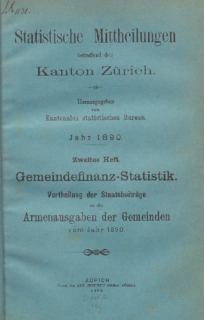 Statistische Mittheilungen
betreffend den
Kanton Zürich.
Herausgegeben
vom
Kantonalen statistischen Bureau.
Jahr 1890.
Zweites Heft.
Gemeindefinanz-Statistik.
Vertheilung der Staatsbeiträge
an die
Armenausgaben der Gemeinden
vom Jahr 1890.
ZÜRICH